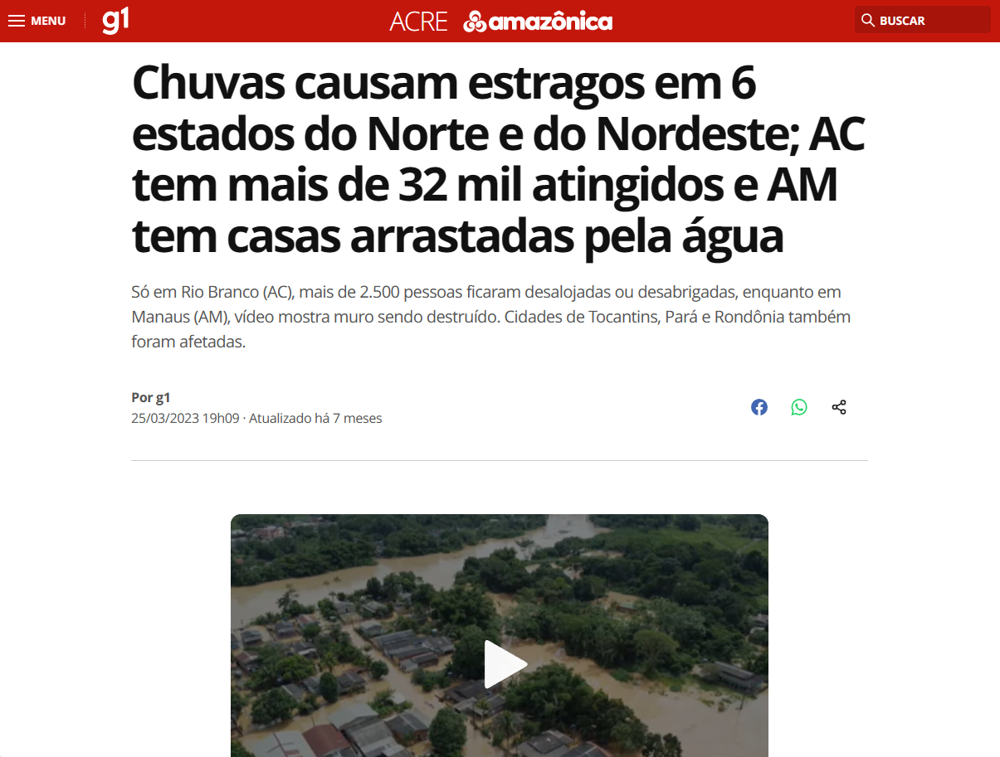 MENU
g1
ACRE
amazônica
BUSCAR
Chuvas causam estragos em 6
estados do Norte e do Nordeste; AC
tem mais de 32 mil atingidos e AM
tem casas arrastadas pela água
Só em Rio Branco (AC), mais de 2.500 pessoas ficaram desalojadas ou desabrigadas, enquanto em
Manaus (AM), vídeo mostra muro sendo destruído. Cidades de Tocantins, Pará e Rondônia também
foram afetadas.
Por g1
25/03/2023 19h09 · Atualizado há 7 meses